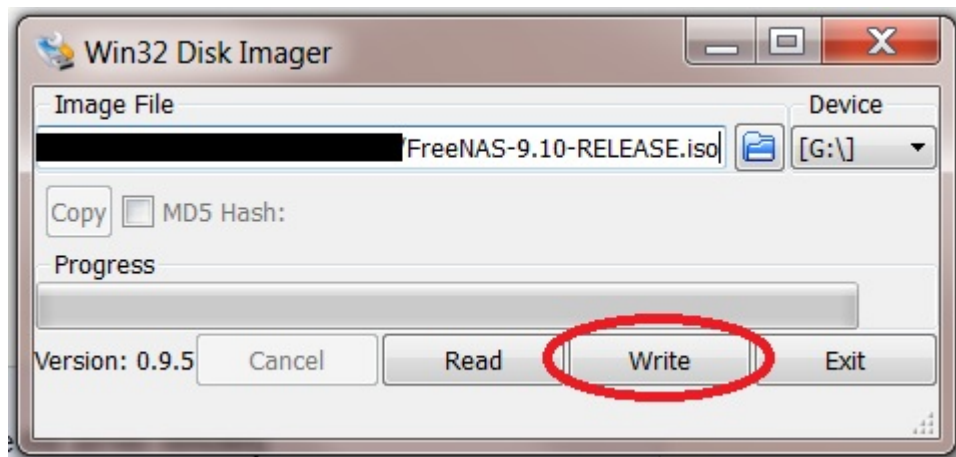 Win32 Disk Imager
Image File
Device
/FreeNAS-9.10-RELEASE.iso
[G:\]
Copy
MD5 Hash:
Progress
Version: 0.9.5
Cancel
Read
Write
Exit